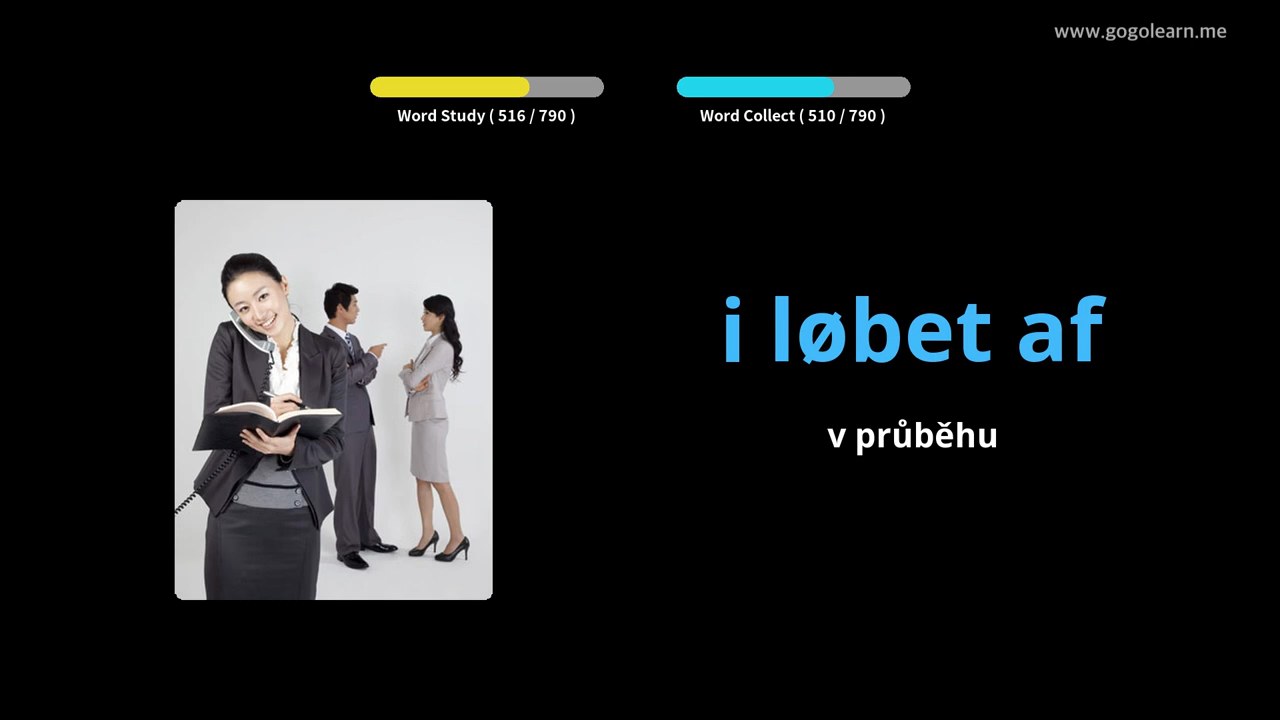 www.gogolearn.me
Word Study ( 516 / 790 )
Word Collect ( 510 / 790 )
i løbet af
v průběhu